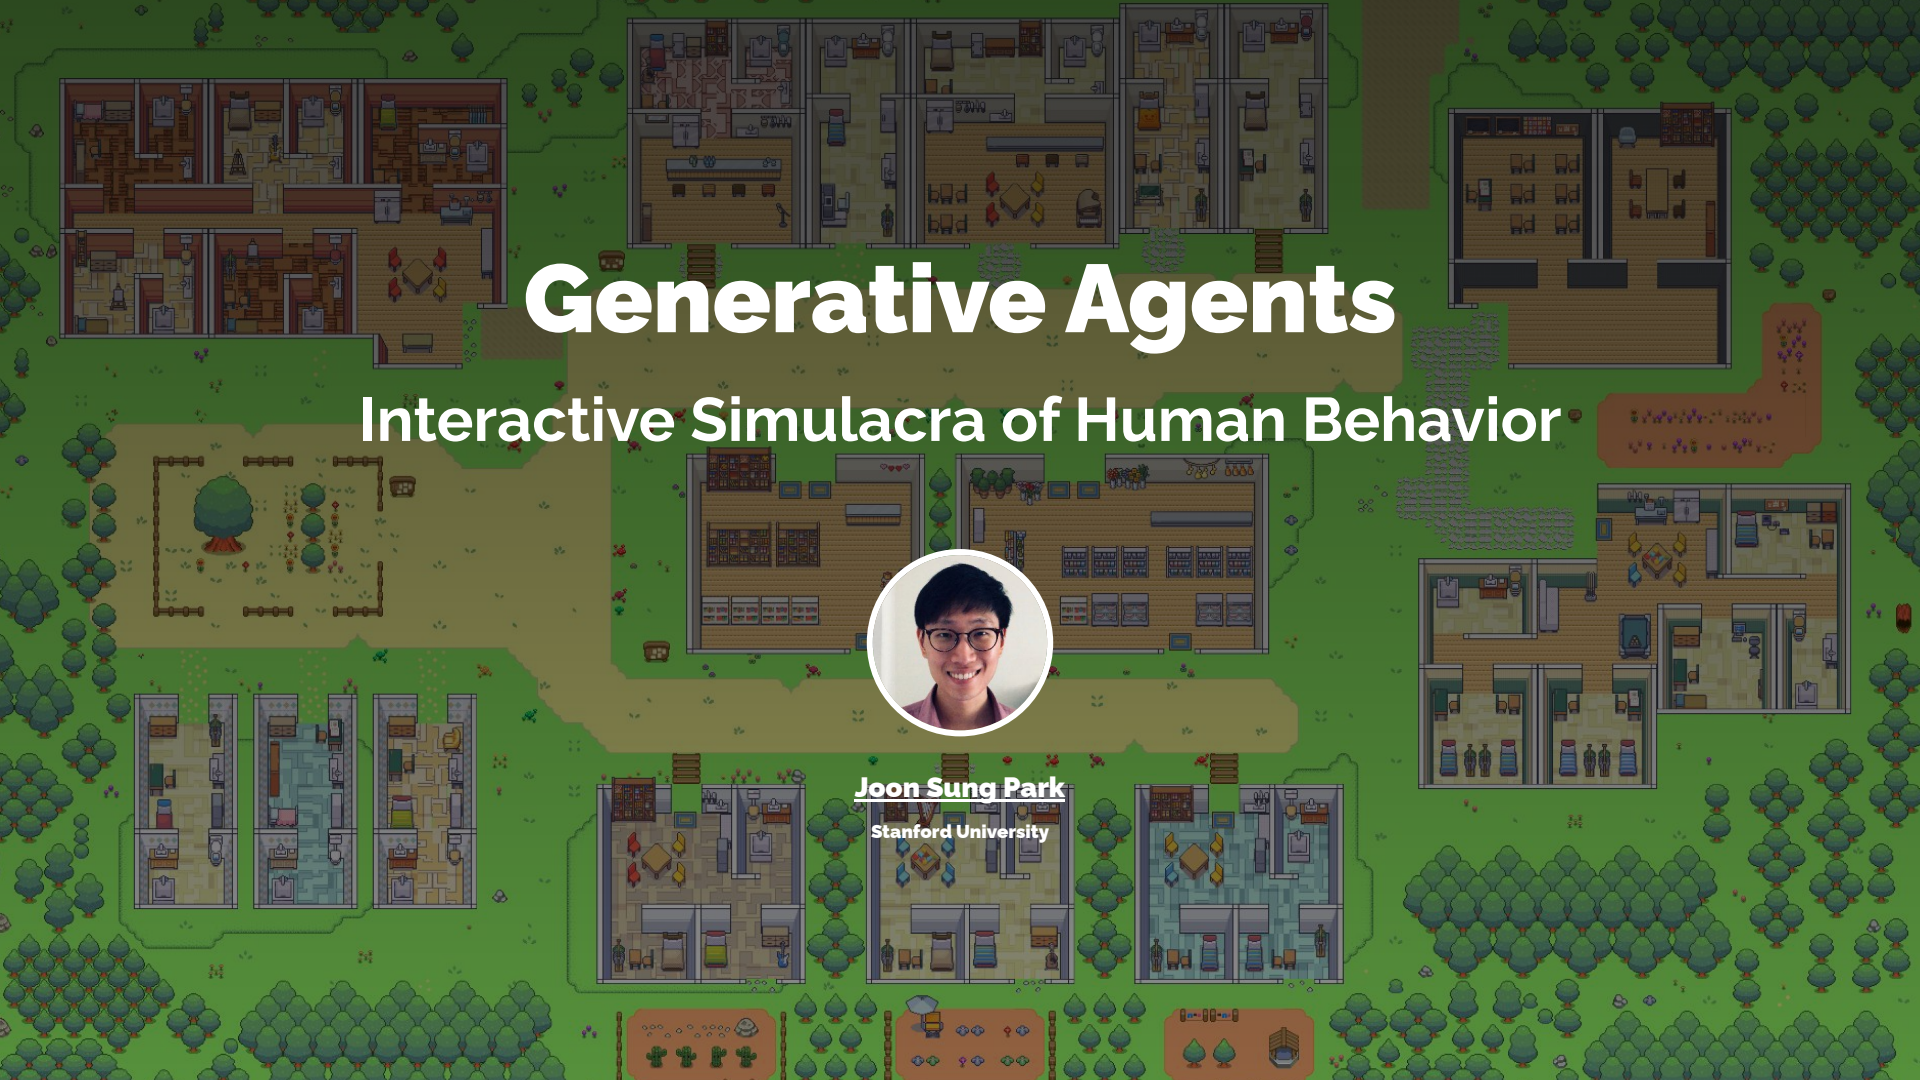 Generative Agents
Interactive Simulacra of Human Behavior
Joon Sung Park
Stanford University